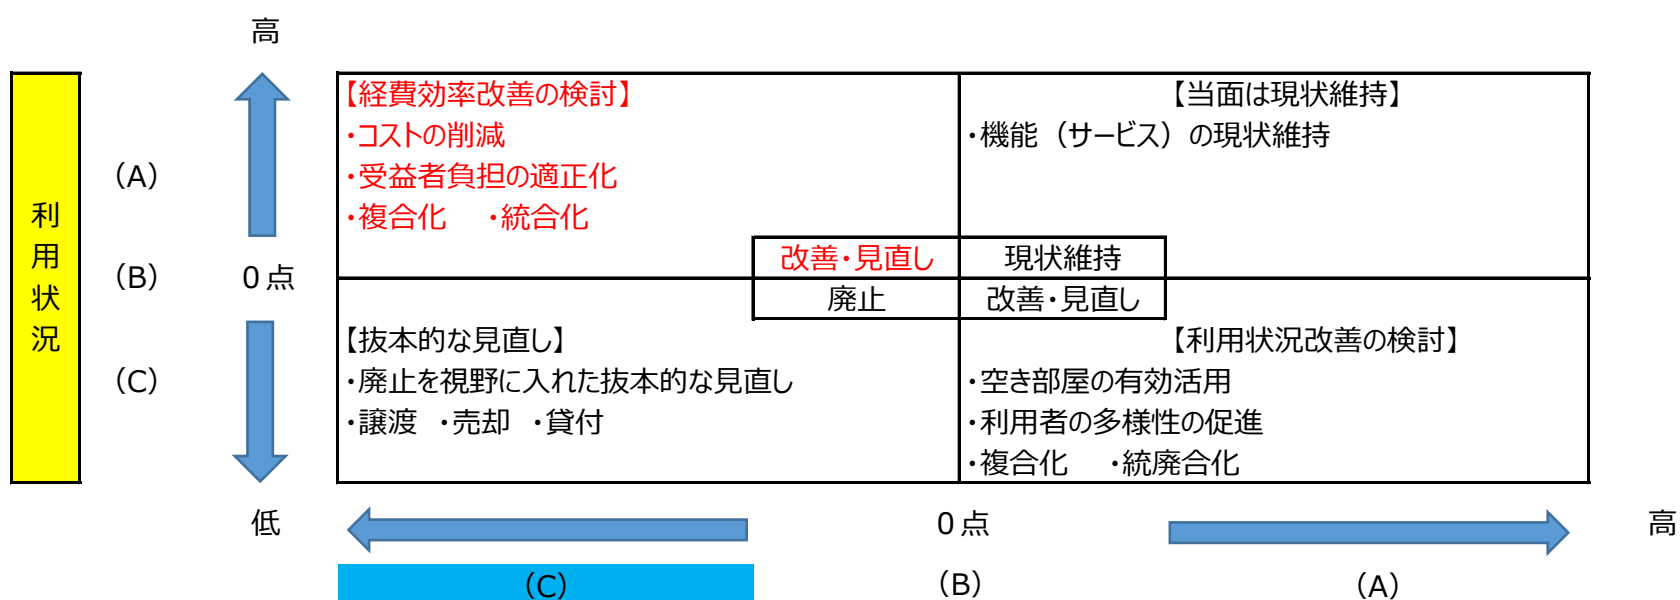 高
利用状況
(A)
(B)
(C)
0点
低
【経費効率改善の検討】
・コストの削減
・受益者負担の適正化
・複合化 ・統合化
改善・見直し
【当面は現状維持】
・機能（サービス）の現状維持
現状維持
廃止
【抜本的な見直し】
・廃止を視野に入れた抜本的な見直し
・譲渡 ・売却 ・貸付
改善・見直し
【利用状況改善の検討】
・空き部屋の有効活用
・利用者の多様性の促進
・複合化 ・統廃合化
0点
高
(C)
(B)
(A)